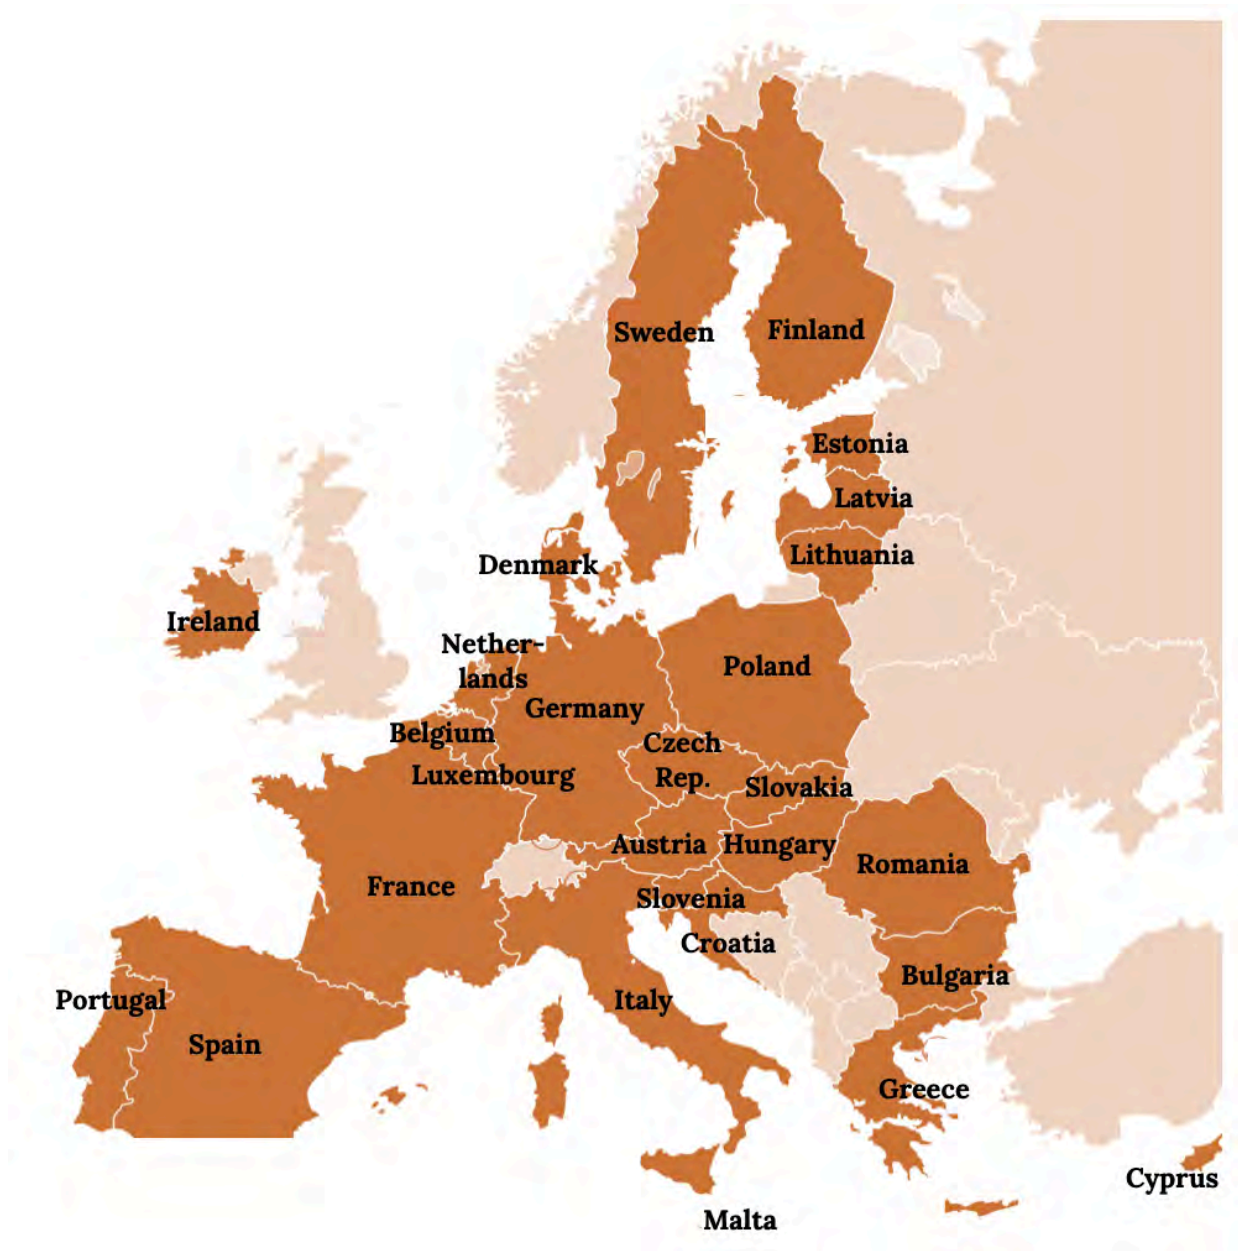 Sweden
Finland
Estonia
Latvia
Lithuania
Denmark
Ireland
Nether-
lands
Poland
Germany
Belgium
Czech
Rep.
Luxembourg
Slovakia
Austria
Hungary
Romania
France
Slovenia
Croatia
Bulgaria
Portugal
Italy
Spain
Greece
Cyprus
Malta